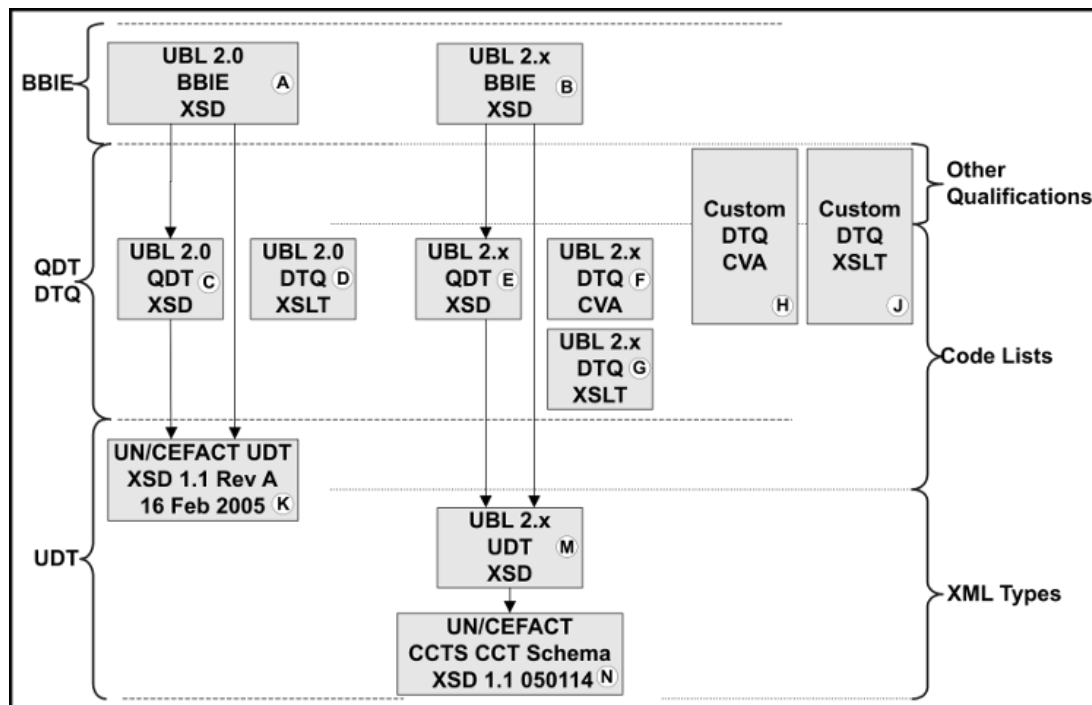 BBIE
UBL 2.0
BBIE
XSD
A
UBL 2.x
BBIE
XSD
B
QDT
DTQ
UBL 2.0
QDT
XSD
C
UBL 2.0
DTQ
XSLT
D
UBL 2.x
QDT
XSD
E
UBL 2.x
DTQ
CVA
F
UBL 2.x
DTQ
XSLT
G
Custom
DTQ
CVA
H
Custom
DTQ
XSLT
J
Other
Qualifications
Code Lists
UDT
UN/CEFACT UDT
XSD 1.1 Rev A
16 Feb 2005
K
UBL 2.x
UDT
XSD
M
UN/CEFACT
CCTS CCT Schema
XSD 1.1 050114
N
XML Types